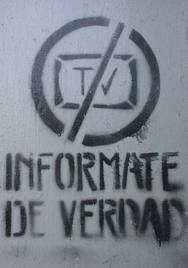 TV
INFORMATE
DE VERDAD